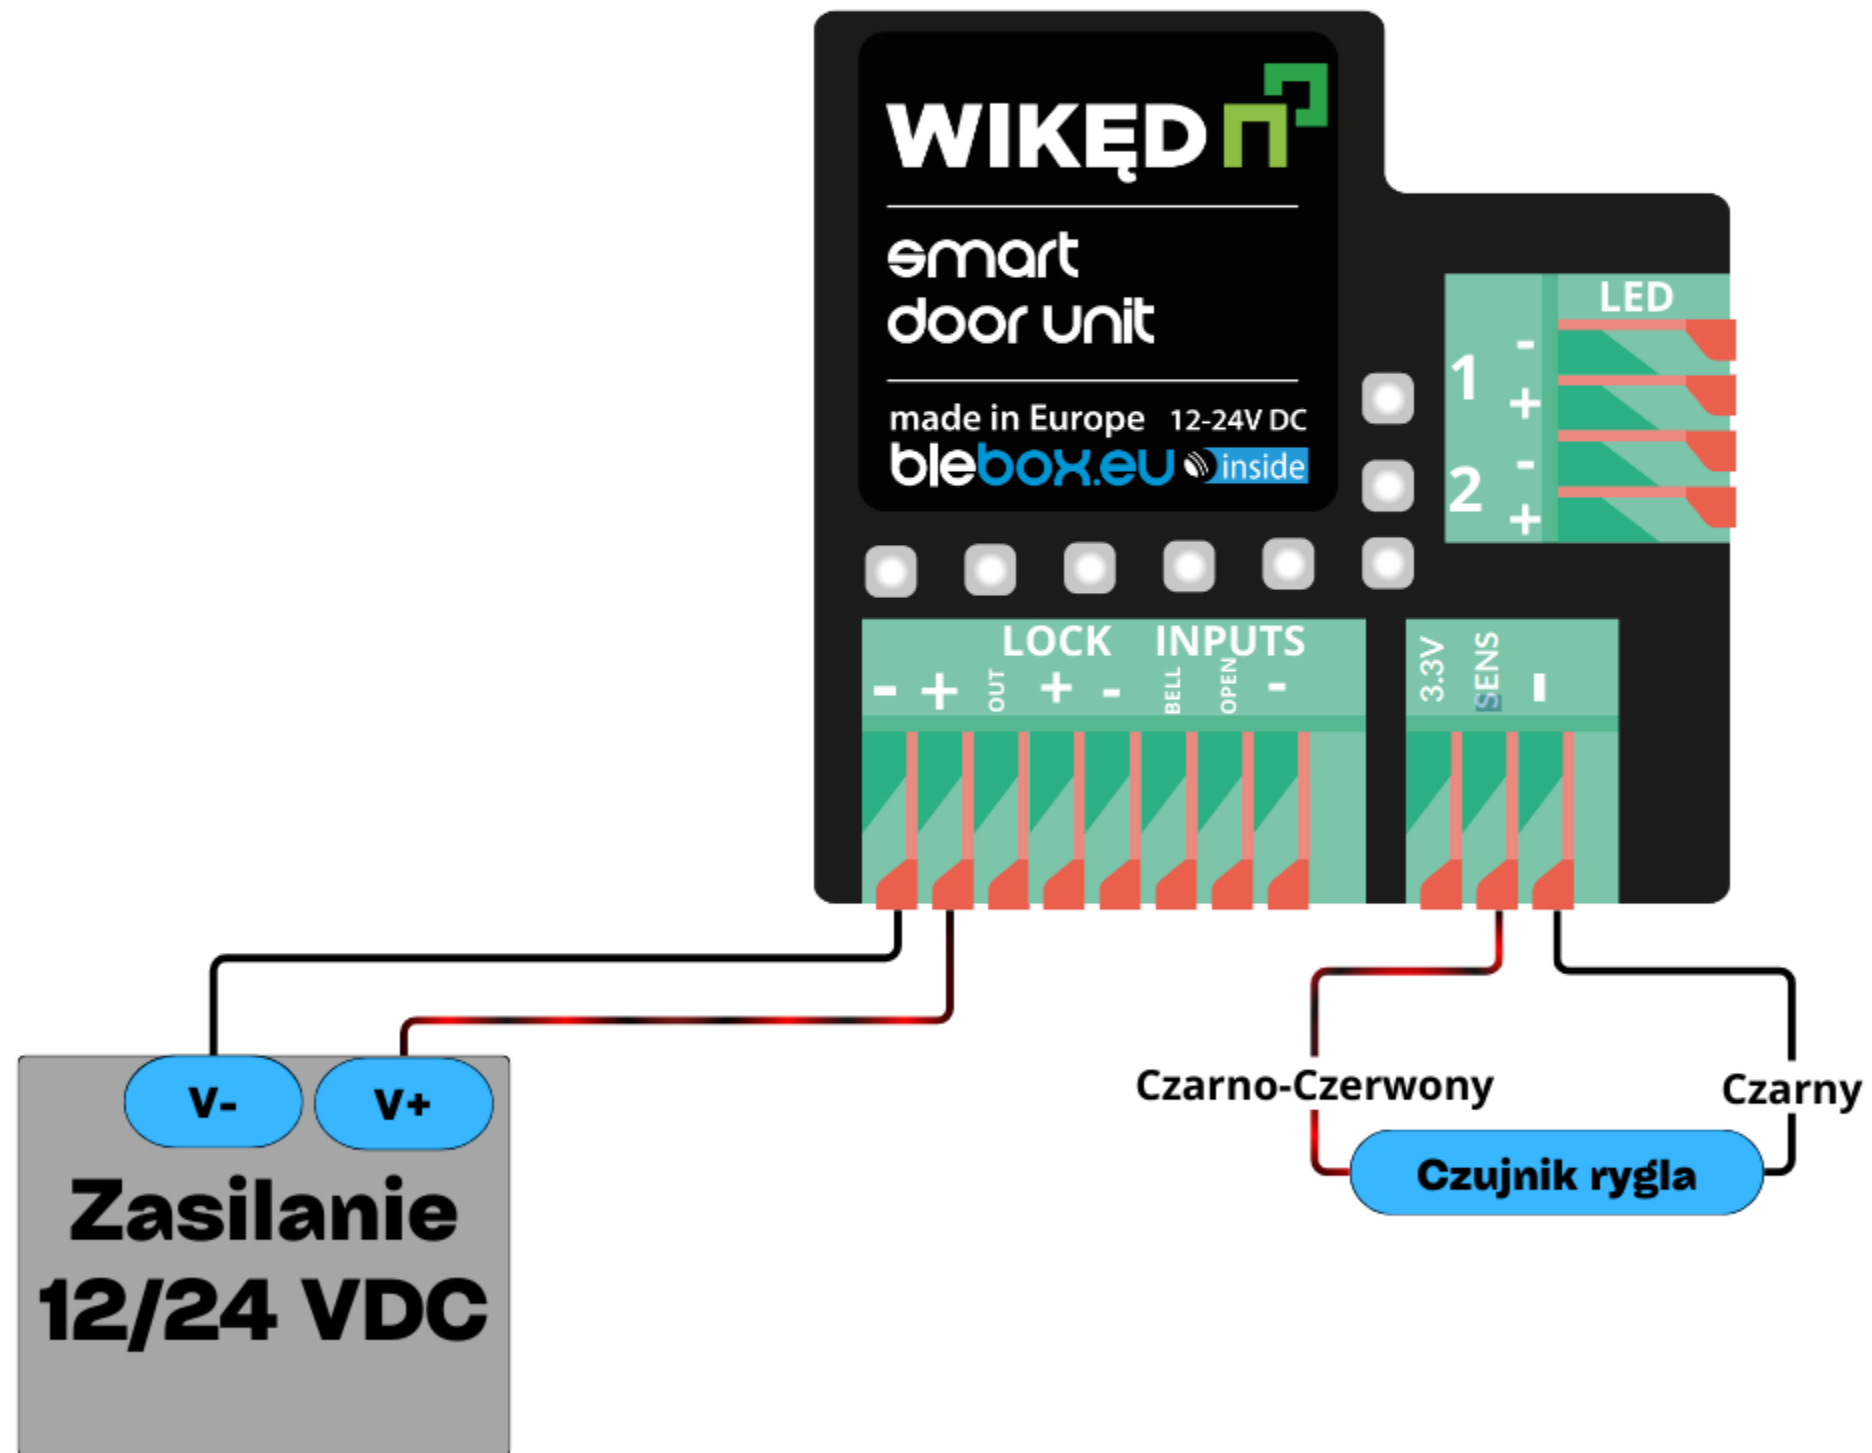 WIKĘD
smart
door unit
made in Europe 12-24V DC
blebox.eu inside
LED
1 - +
2 - +
LOCK INPUTS
- + OUT + - BELL OPEN -
3.3V SENS -
Czarno-Czerwony
Czarny
Czujnik rygla
V- V+
Zasilanie
12/24 VDC